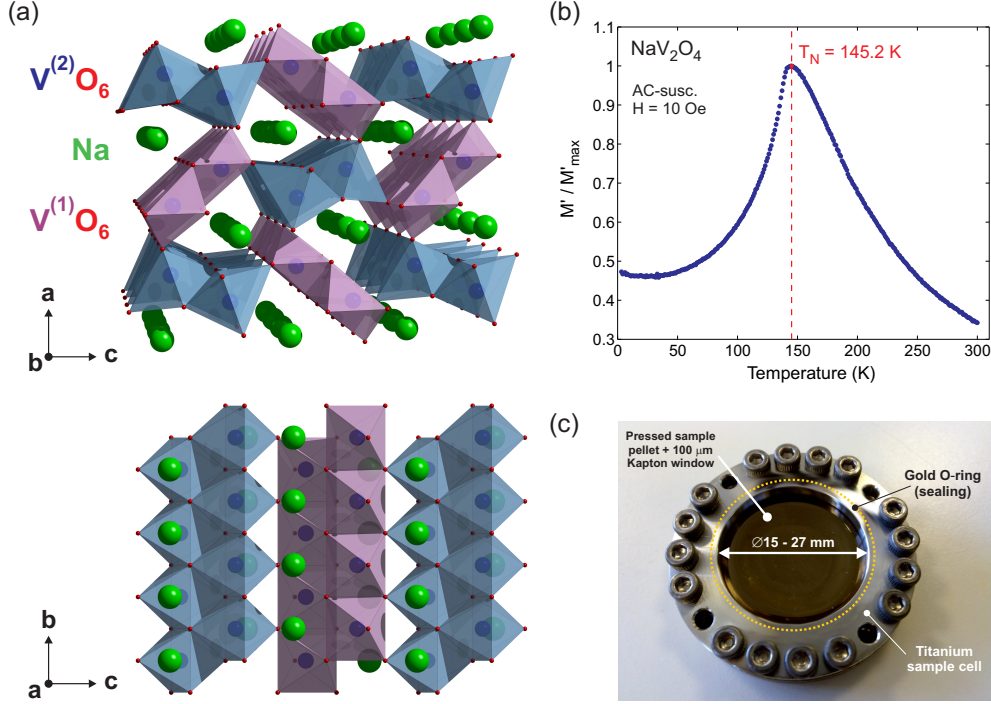 (a)
V(2)O6
Na
V(1)O6
a
b
c
b
a
c
(b)
NaV2O4
AC-susc.
H = 10 Oe
TN = 145.2 K
M' / M'max
1.1
1
0.9
0.8
0.7
0.6
0.5
0.4
0.3
0
50
100
150
200
250
300
Temperature (K)
(c)
Pressed sample
pellet + 100 μm
Kapton window
Gold O-ring
(sealing)
∅15 - 27 mm
Titanium
sample cell